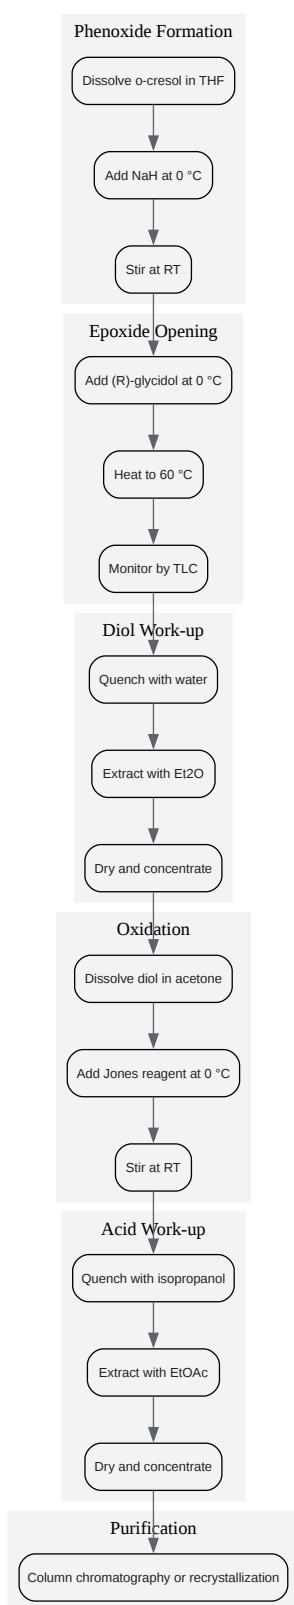 Phenoxide Formation
Dissolve o-cresol in THF
Add NaH at 0 °C
Stir at RT
Epoxide Opening
Add (R)-glycidol at 0 °C
Heat to 60 °C
Monitor by TLC
Diol Work-up
Quench with water
Extract with Et2O
Dry and concentrate
Oxidation
Dissolve diol in acetone
Add Jones reagent at 0 °C
Stir at RT
Acid Work-up
Quench with isopropanol
Extract with EtOAc
Dry and concentrate
Purification
Column chromatography or recrystallization